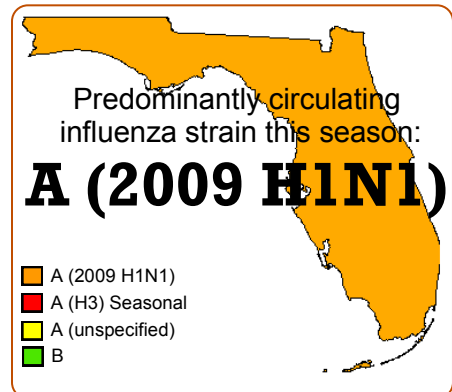 Predominantly circulating
influenza strain this season:
A (2009 H1N1)
A (2009 H1N1)
A (H3) Seasonal
A (unspecified)
B